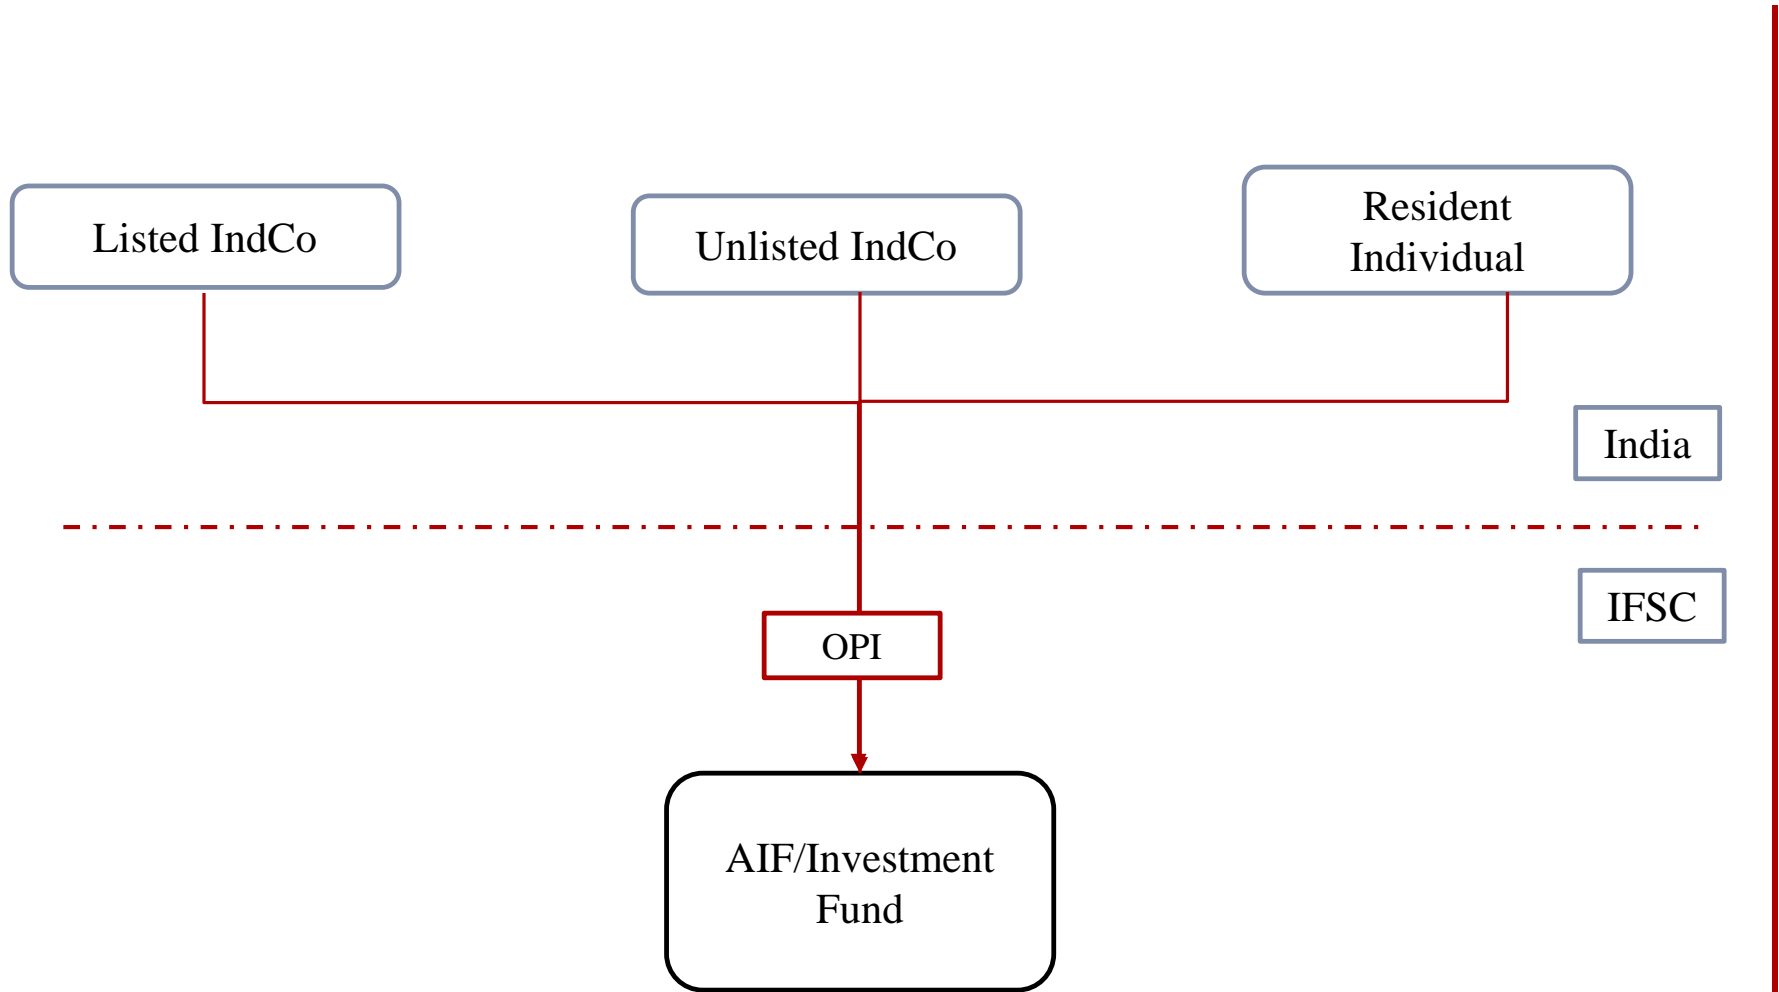 Listed IndCo
Unlisted IndCo
Resident
Individual
India
IFSC
OPI
AIF/Investment
Fund